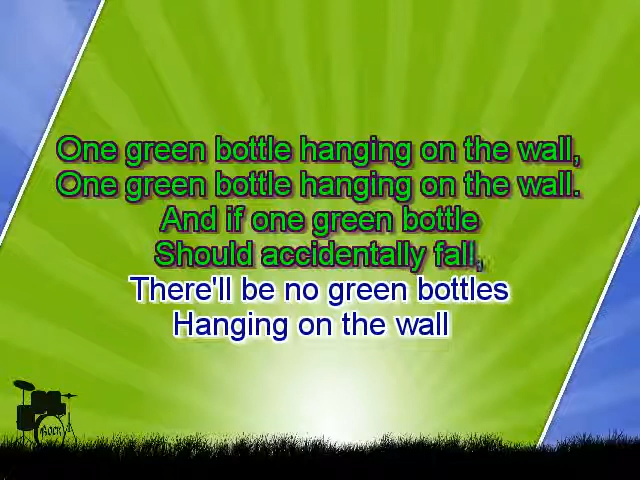 One green bottle hanging on the wall,
One green bottle hanging on the wall.
And if one green bottle
Should accidentally fall,
There'll be no green bottles
Hanging on the wall
ROCK